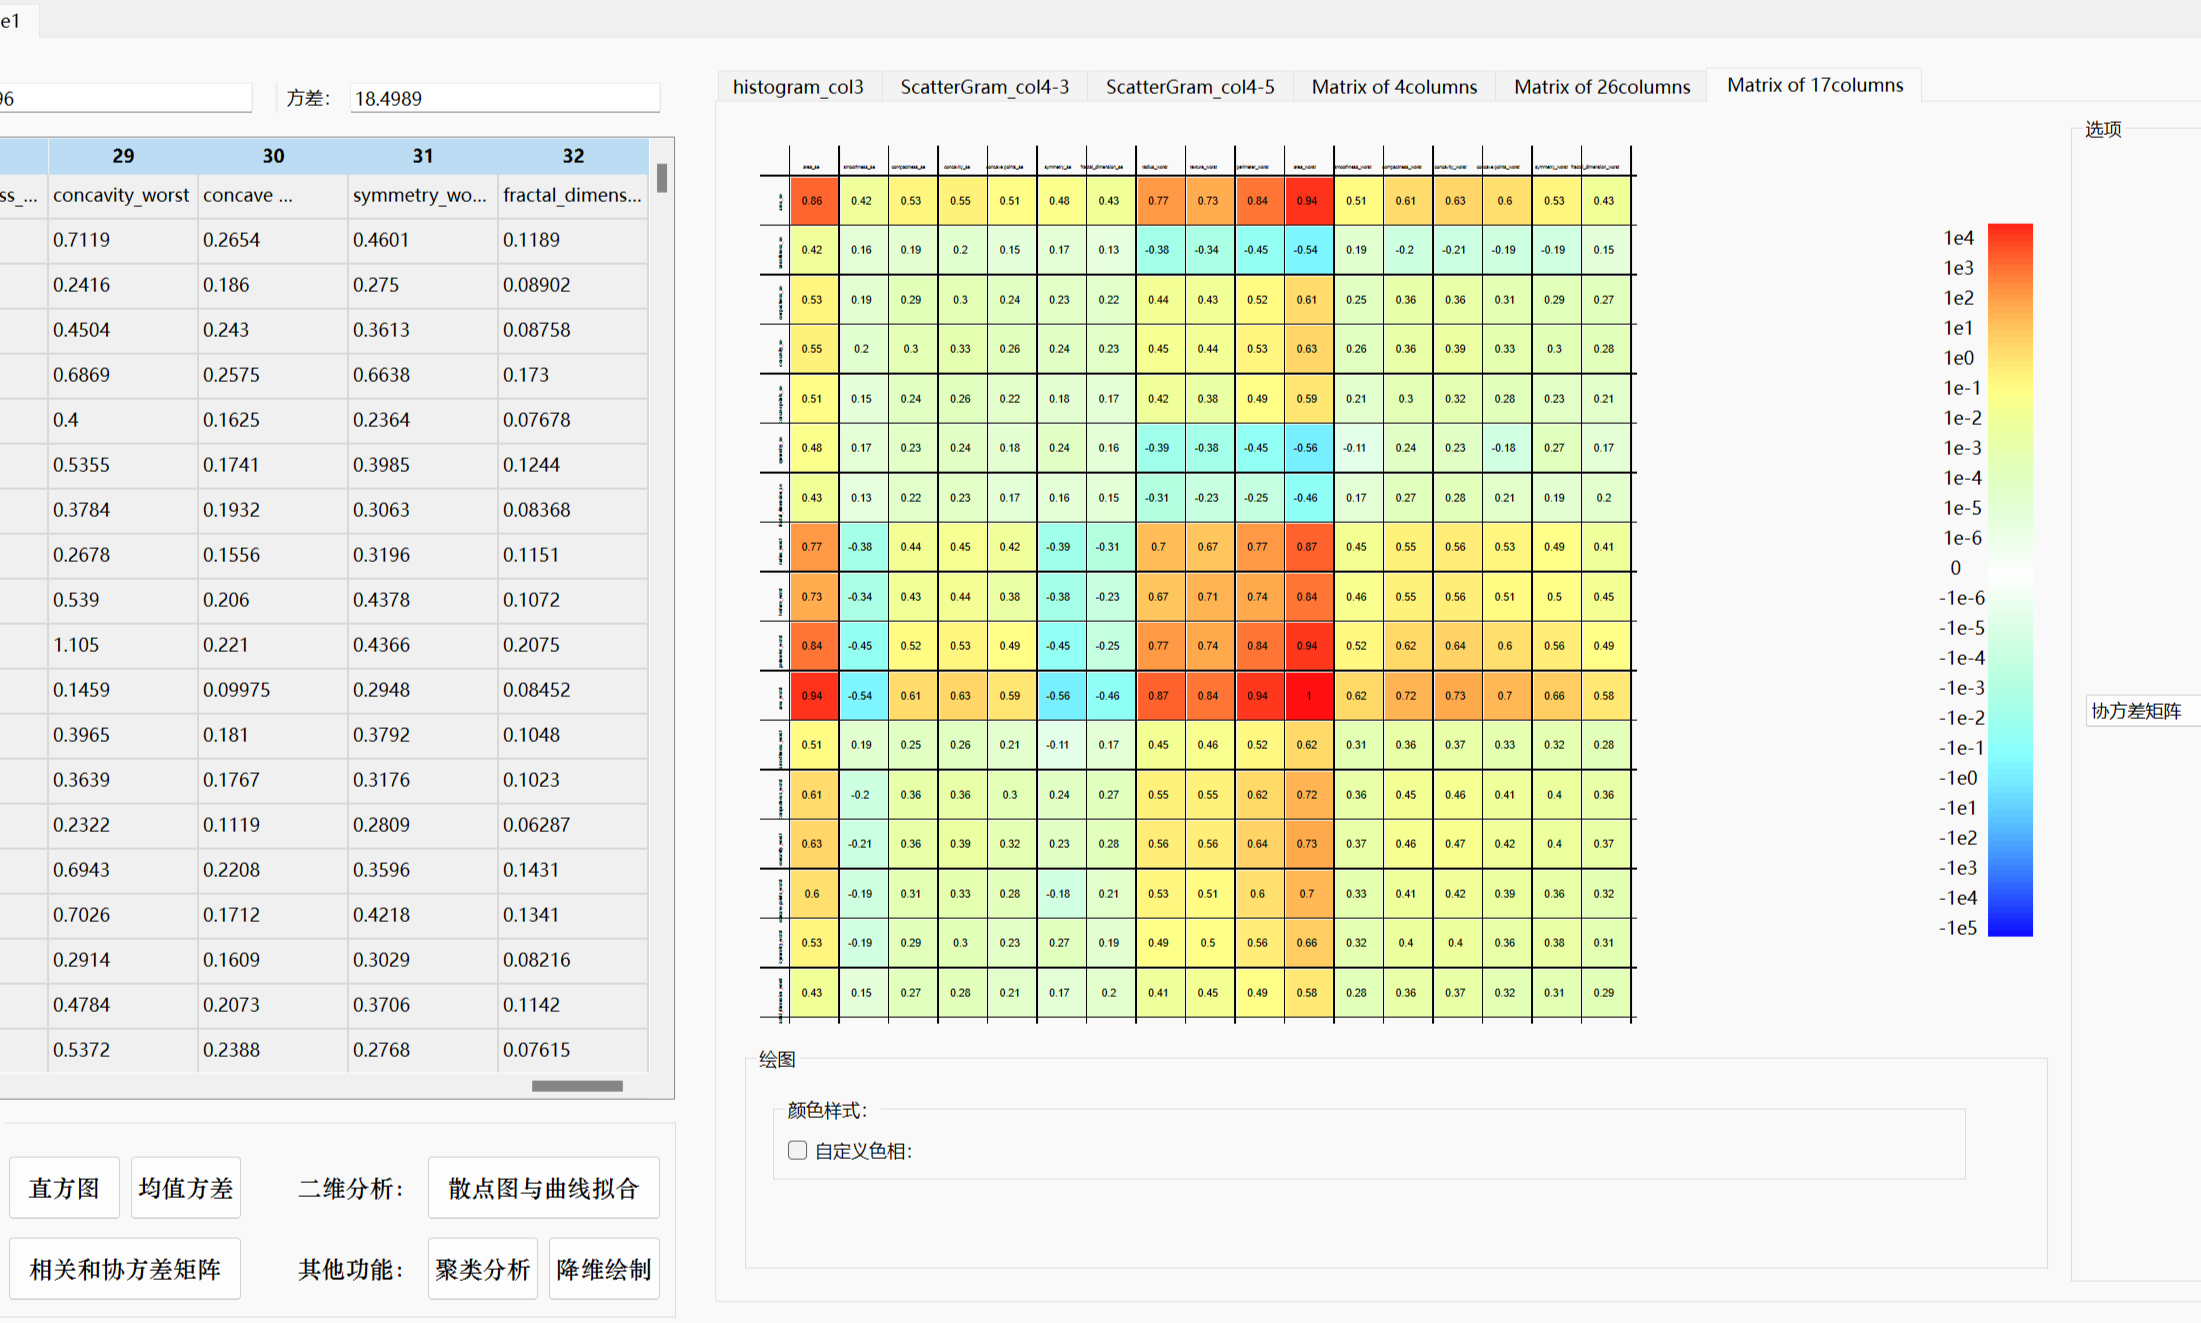 e1
96 方差： 18.4989
histogram_col3 ScatterGram_col4-3 ScatterGram_col4-5 Matrix of 4columns Matrix of 26columns Matrix of 17columns
选项
29 30 31 32
ss_... concavity_worst concave ... symmetry_wo... fractal_dimens...
0.7119 0.2654 0.4601 0.1189
0.2416 0.186 0.275 0.08902
0.4504 0.243 0.3613 0.08758
0.6869 0.2575 0.6638 0.173
0.4 0.1625 0.2364 0.07678
0.5355 0.1741 0.3985 0.1244
0.3784 0.1932 0.3063 0.08368
0.2678 0.1556 0.3196 0.1151
0.539 0.206 0.4378 0.1072
1.105 0.221 0.4366 0.2075
0.1459 0.09975 0.2948 0.08452
0.3965 0.181 0.3792 0.1048
0.3639 0.1767 0.3176 0.1023
0.2322 0.1119 0.2809 0.06287
0.6943 0.2208 0.3596 0.1431
0.7026 0.1712 0.4218 0.1341
0.2914 0.1609 0.3029 0.08216
0.4784 0.2073 0.3706 0.1142
0.5372 0.2388 0.2768 0.07615
直方图 均值方差 二维分析： 散点图与曲线拟合
相关和协方差矩阵 其他功能： 聚类分析 降维绘制
area_se smoothness_se compactness_se concavity_se concave points_se symmetry_se fractal_dimension_se radius_worst texture_worst perimeter_worst area_worst smoothness_worst compactness_worst concavity_worst concave points_worst symmetry_worst fractal_dimension_worst
0.86 0.42 0.53 0.55 0.51 0.48 0.43 0.77 0.73 0.84 0.94 0.51 0.61 0.63 0.6 0.53 0.43
0.42 0.16 0.19 0.2 0.15 0.17 0.13 -0.38 -0.34 -0.45 -0.54 0.19 -0.2 -0.21 -0.19 -0.19 0.15
0.53 0.19 0.29 0.3 0.24 0.23 0.22 0.44 0.43 0.52 0.61 0.25 0.36 0.36 0.31 0.29 0.27
0.55 0.2 0.3 0.33 0.26 0.24 0.23 0.45 0.44 0.53 0.63 0.26 0.36 0.39 0.33 0.3 0.28
0.51 0.15 0.24 0.26 0.22 0.18 0.17 0.42 0.38 0.49 0.59 0.21 0.3 0.32 0.28 0.23 0.21
0.48 0.17 0.23 0.24 0.18 0.24 0.16 -0.39 -0.38 -0.45 -0.56 -0.11 0.24 0.23 -0.18 0.27 0.17
0.43 0.13 0.22 0.23 0.17 0.16 0.15 -0.31 -0.23 -0.25 -0.46 0.17 0.27 0.28 0.21 0.19 0.2
0.77 -0.38 0.44 0.45 0.42 -0.39 -0.31 0.7 0.67 0.77 0.87 0.45 0.55 0.56 0.53 0.49 0.41
0.73 -0.34 0.43 0.44 0.38 -0.38 -0.23 0.67 0.71 0.74 0.84 0.46 0.55 0.56 0.51 0.5 0.45
0.84 -0.45 0.52 0.53 0.49 -0.45 -0.25 0.77 0.74 0.84 0.94 0.52 0.62 0.64 0.6 0.56 0.49
0.94 -0.54 0.61 0.63 0.59 -0.56 -0.46 0.87 0.84 0.94 1 0.62 0.72 0.73 0.7 0.66 0.58
0.51 0.19 0.25 0.26 0.21 -0.11 0.17 0.45 0.46 0.52 0.62 0.31 0.36 0.37 0.33 0.32 0.28
0.61 -0.2 0.36 0.36 0.3 0.24 0.27 0.55 0.55 0.62 0.72 0.36 0.45 0.46 0.41 0.4 0.36
0.63 -0.21 0.36 0.39 0.32 0.23 0.28 0.56 0.56 0.64 0.73 0.37 0.46 0.47 0.42 0.4 0.37
0.6 -0.19 0.31 0.33 0.28 -0.18 0.21 0.53 0.51 0.6 0.7 0.33 0.41 0.42 0.39 0.36 0.32
0.53 -0.19 0.29 0.3 0.23 0.27 0.19 0.49 0.5 0.56 0.66 0.32 0.4 0.4 0.36 0.38 0.31
0.43 0.15 0.27 0.28 0.21 0.17 0.2 0.41 0.45 0.49 0.58 0.28 0.36 0.37 0.32 0.31 0.29
1e4
1e3
1e2
1e1
1e0
1e-1
1e-2
1e-3
1e-4
1e-5
1e-6
0
-1e-6
-1e-5
-1e-4
-1e-3
-1e-2
-1e-1
-1e0
-1e1
-1e2
-1e3
-1e4
-1e5
协方差矩阵
绘图
颜色样式：
自定义色相：